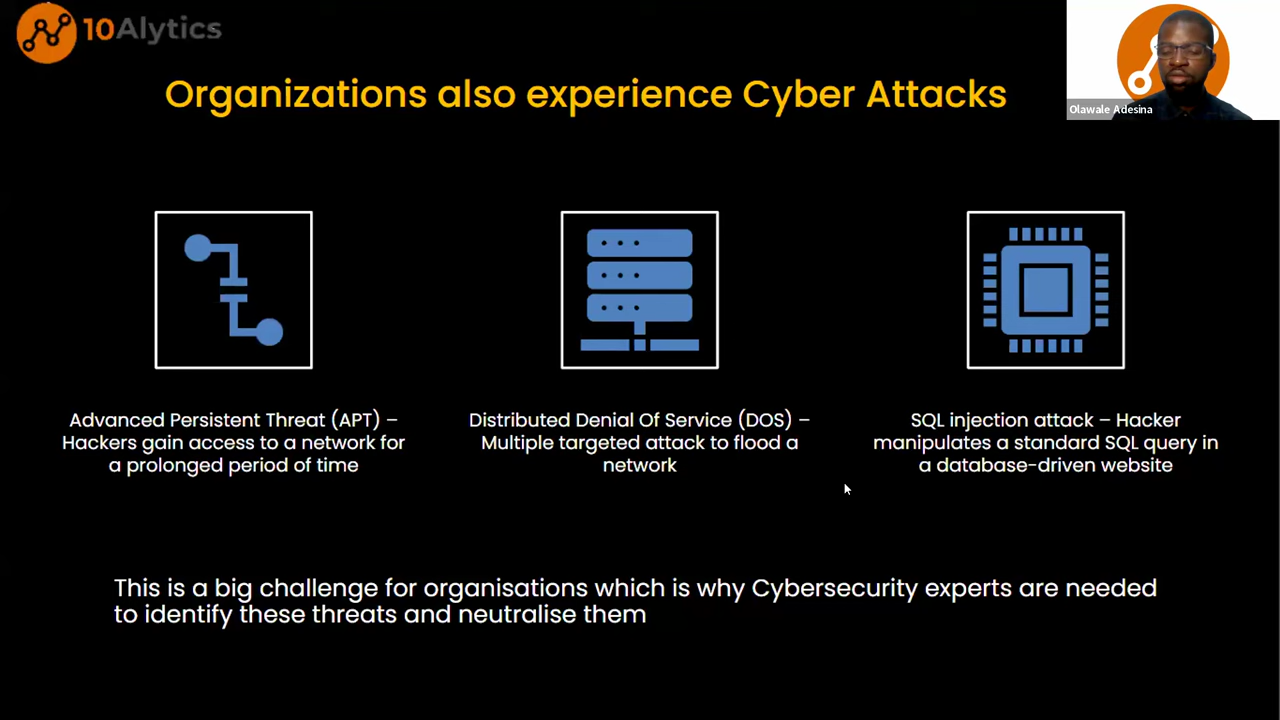 10Alytics
Organizations also experience Cyber Attacks
Olawale Adesina
Advanced Persistent Threat (APT) –
Hackers gain access to a network for
a prolonged period of time
Distributed Denial Of Service (DOS) –
Multiple targeted attack to flood a
network
SQL injection attack – Hacker
manipulates a standard SQL query in
a database-driven website
This is a big challenge for organisations which is why Cybersecurity experts are needed
to identify these threats and neutralise them